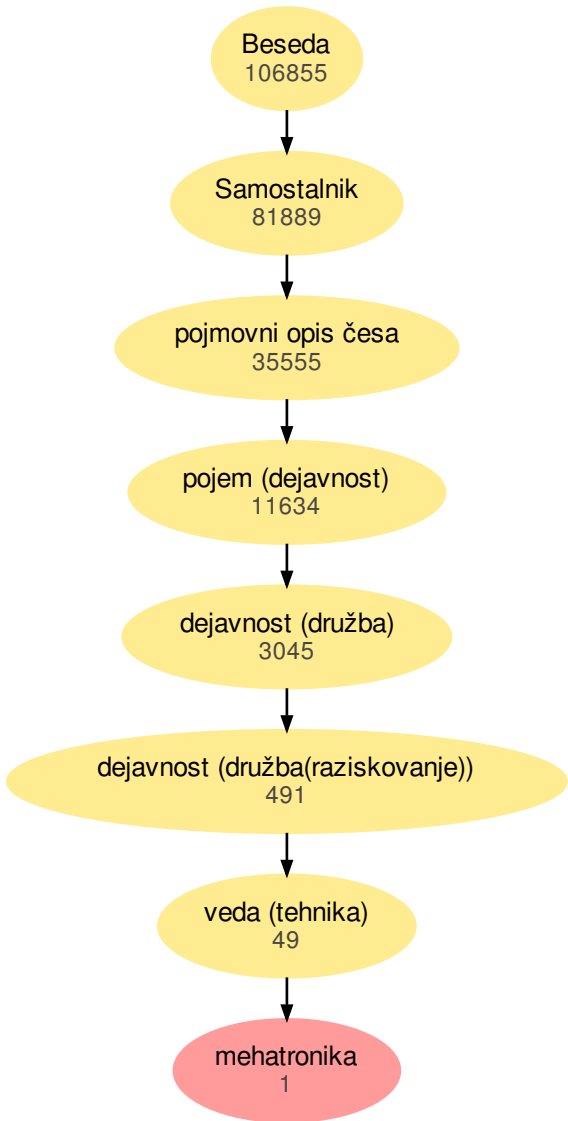 Beseda
106855
Samostalnik
81889
pojmovni opis česa
35555
pojem (dejavnost)
11634
dejavnost (družba)
3045
dejavnost (družba(raziskovanje))
491
veda (tehnika)
49
mehatronika
1